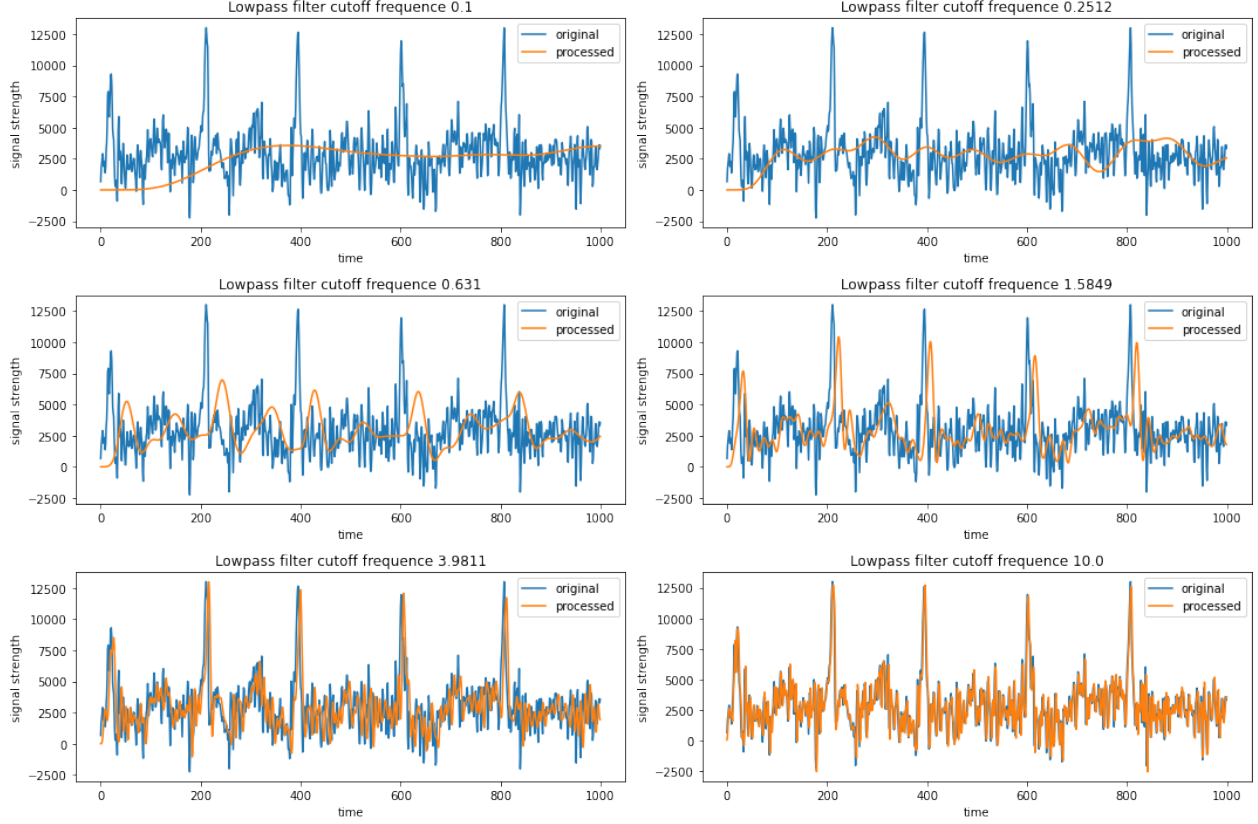 Lowpass filter cutoff frequence 0.1
signal strength
12500
10000
7500
5000
2500
0
−2500
original
processed
0 200 400 600 800 1000
time
Lowpass filter cutoff frequence 0.2512
signal strength
12500
10000
7500
5000
2500
0
−2500
original
processed
0 200 400 600 800 1000
time
Lowpass filter cutoff frequence 0.631
signal strength
12500
10000
7500
5000
2500
0
−2500
original
processed
0 200 400 600 800 1000
time
Lowpass filter cutoff frequence 1.5849
signal strength
12500
10000
7500
5000
2500
0
−2500
original
processed
0 200 400 600 800 1000
time
Lowpass filter cutoff frequence 3.9811
signal strength
12500
10000
7500
5000
2500
0
−2500
original
processed
0 200 400 600 800 1000
time
Lowpass filter cutoff frequence 10.0
signal strength
12500
10000
7500
5000
2500
0
−2500
original
processed
0 200 400 600 800 1000
time